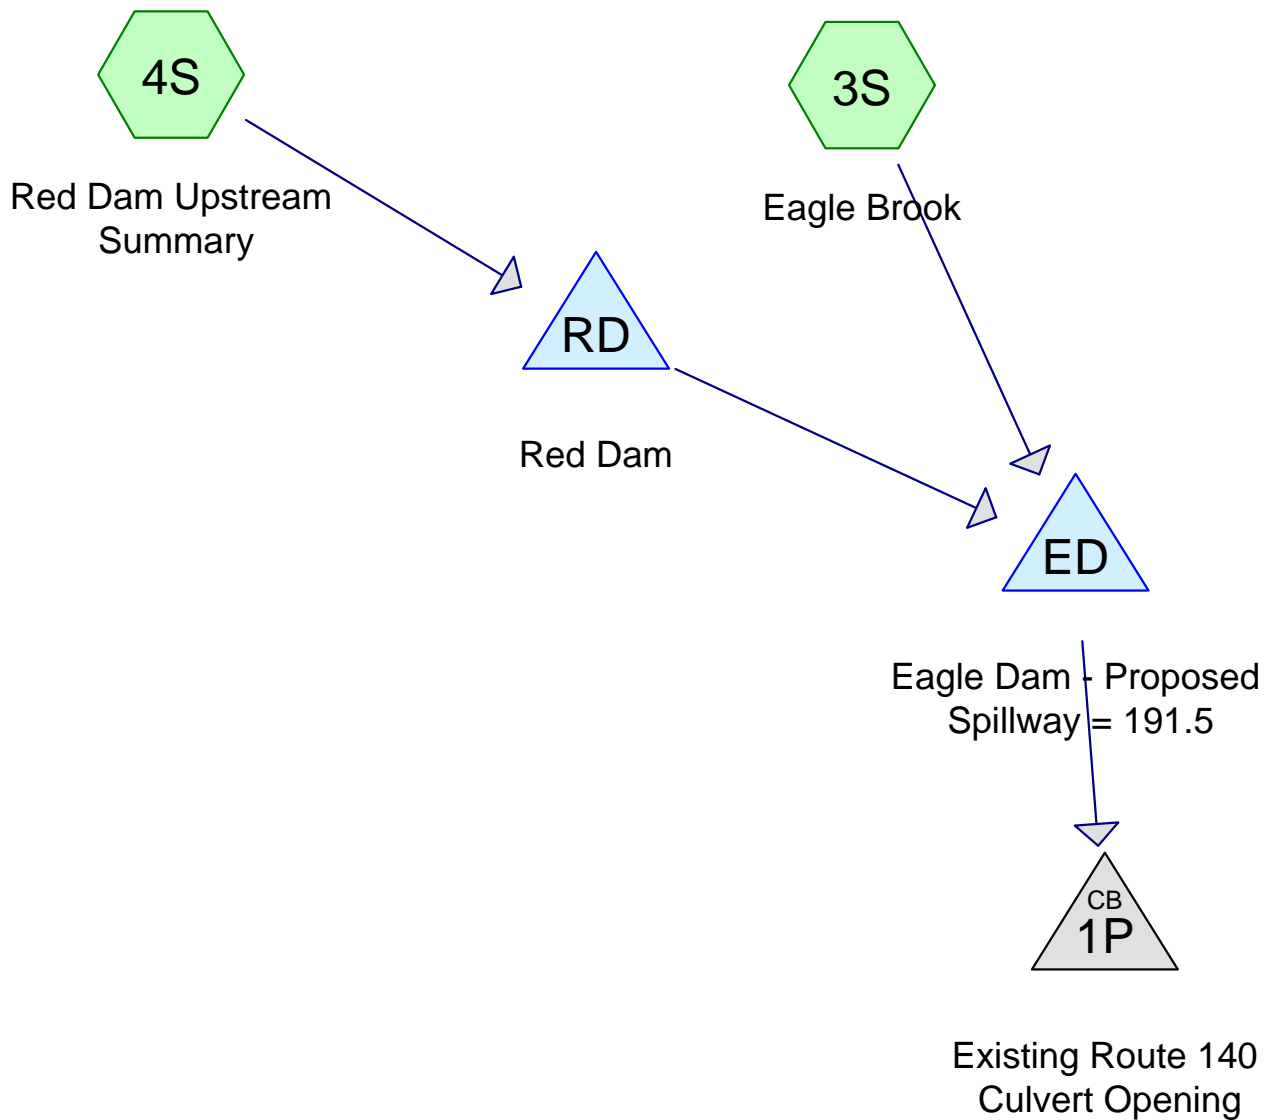 4S
3S
Red Dam Upstream
Summary
Eagle Brook
RD
Red Dam
ED
Eagle Dam - Proposed
Spillway = 191.5
CB
1P
Existing Route 140
Culvert Opening